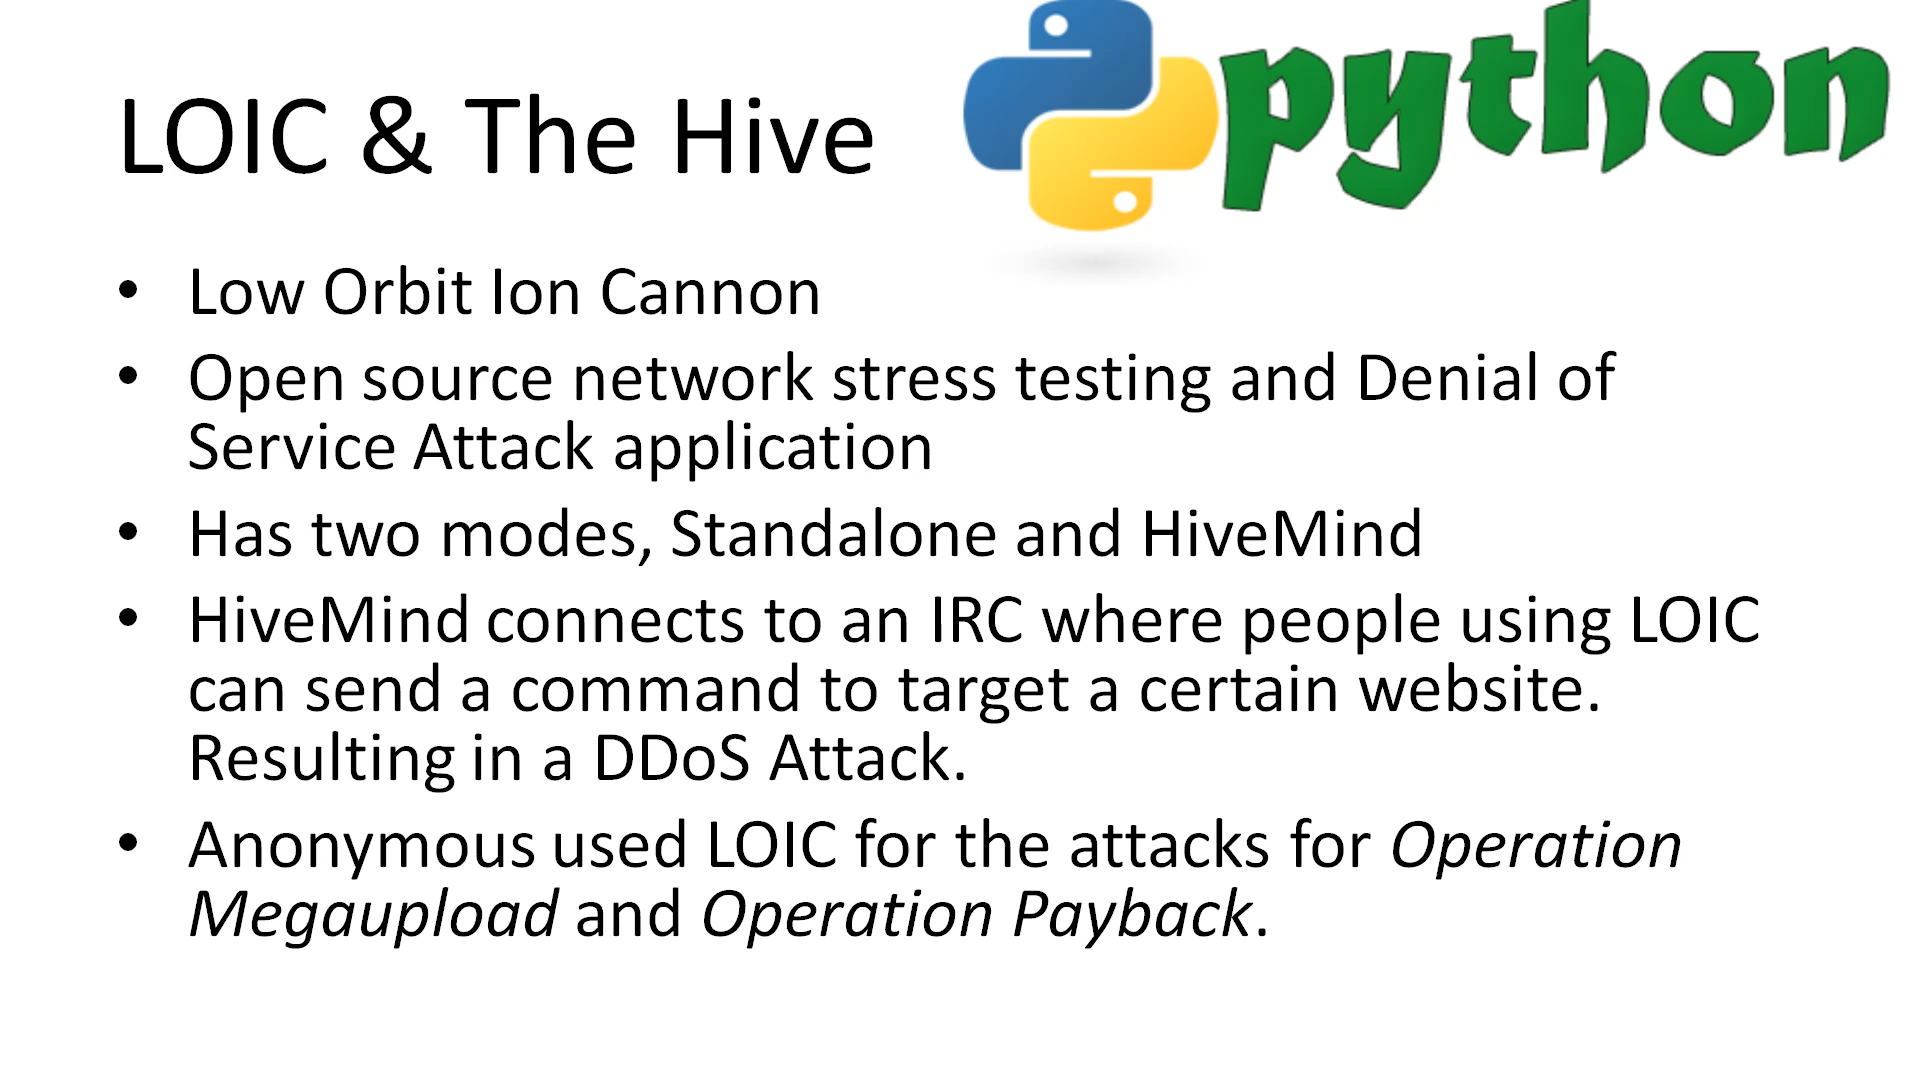 LOIC & The Hive
python
• Low Orbit Ion Cannon
• Open source network stress testing and Denial of
Service Attack application
• Has two modes, Standalone and HiveMind
• HiveMind connects to an IRC where people using LOIC
can send a command to target a certain website.
Resulting in a DDoS Attack.
• Anonymous used LOIC for the attacks for Operation
Megaupload and Operation Payback.